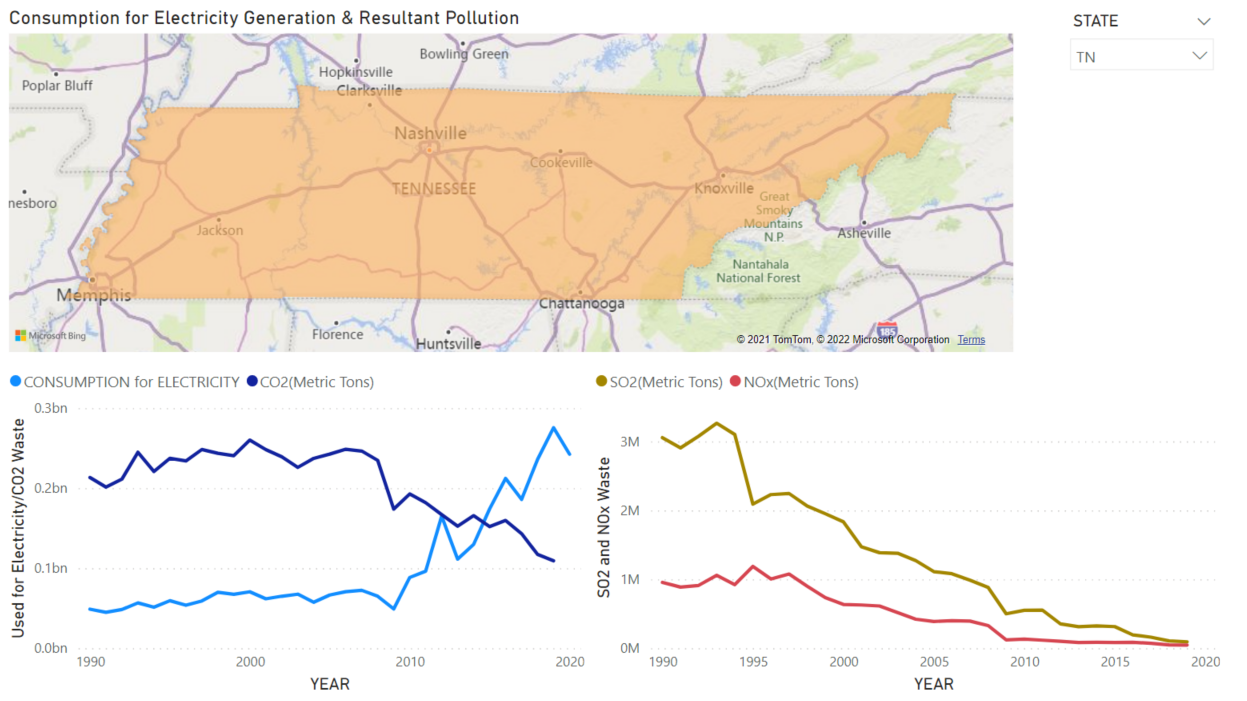 Consumption for Electricity Generation & Resultant Pollution
STATE
TN
Bowling Green
Hopkinsville
Poplar Bluff
Clarksville
Nashville
Cookeville
TENNESSEE
Knoxville
nesboro
Great
Smoky
Mountains
N.P.
Jackson
Asheville
Nantahala
National Forest
Memphis
Chattanooga
Florence
Huntsville
185
Microsoft Bing
© 2021 TomTom, © 2022 Microsoft Corporation Terms
CONSUMPTION for ELECTRICITY CO2(Metric Tons)
0.3bn
0.2bn
0.1bn
0.0bn
Used for Electricity/CO2 Waste
1990 2000 2010 2020
YEAR
SO2(Metric Tons) NOx(Metric Tons)
3M
2M
1M
0M
SO2 and NOx Waste
1990 1995 2000 2005 2010 2015 2020
YEAR